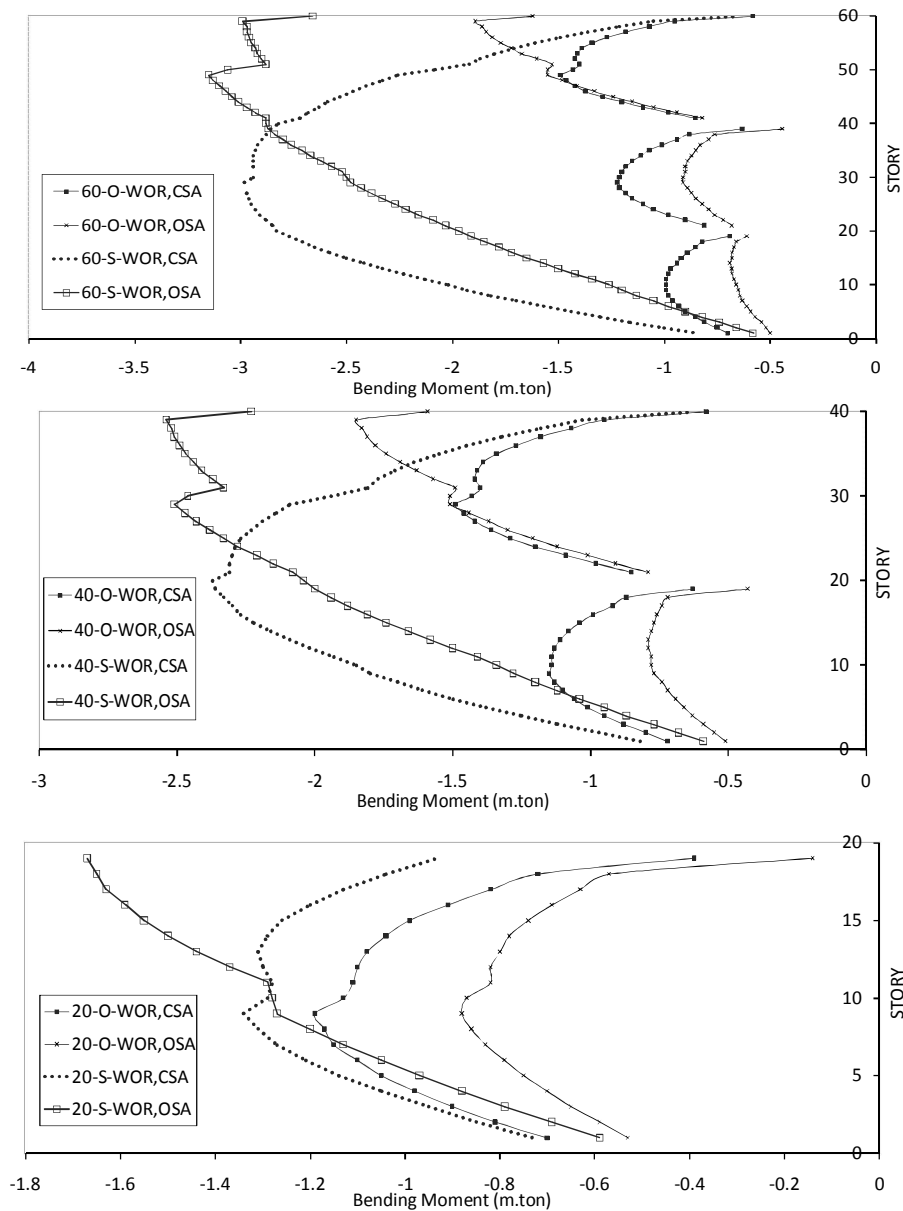 60
50
40
30
20
10
0
STORY
60-O-WOR,CSA
60-O-WOR,OSA
60-S-WOR,CSA
60-S-WOR,OSA
-4 -3.5 -3 -2.5 -2 -1.5 -1 -0.5 0
Bending Moment (m.ton)
40
30
20
10
0
STORY
40-O-WOR,CSA
40-O-WOR,OSA
40-S-WOR,CSA
40-S-WOR,OSA
-3 -2.5 -2 -1.5 -1 -0.5 0
Bending Moment (m.ton)
20
15
10
5
0
STORY
20-O-WOR,CSA
20-O-WOR,OSA
20-S-WOR,CSA
20-S-WOR,OSA
-1.8 -1.6 -1.4 -1.2 -1 -0.8 -0.6 -0.4 -0.2 0
Bending Moment (m.ton)